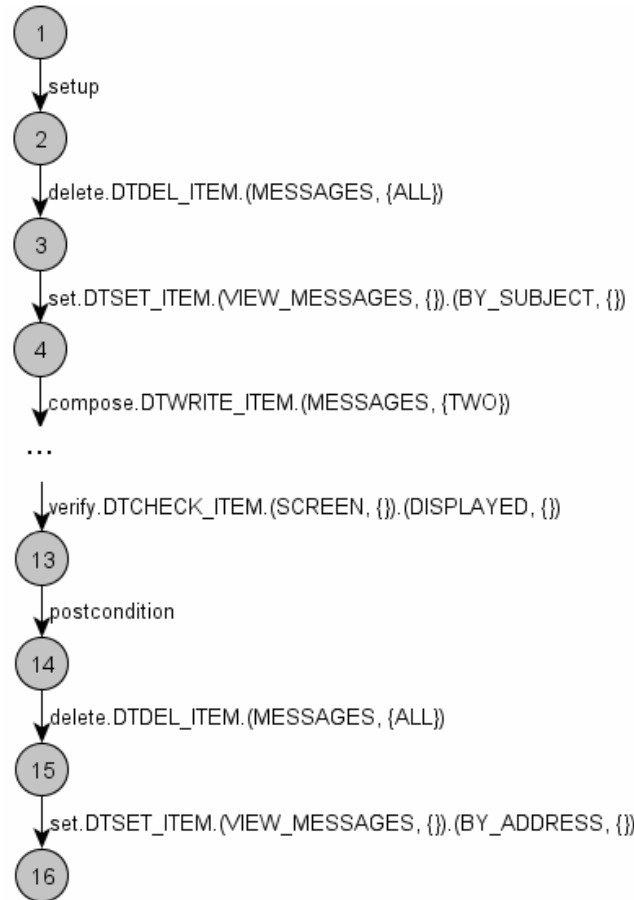 1
setup
2
delete.DTDEL_ITEM.(MESSAGES, {ALL})
3
set.DTSET_ITEM.(VIEW_MESSAGES, {}).(BY_SUBJECT, {})
4
compose.DTWRITE_ITEM.(MESSAGES, {TWO})
...
verify.DTCHECK_ITEM.(SCREEN, {}).(DISPLAYED, {})
13
postcondition
14
delete.DTDEL_ITEM.(MESSAGES, {ALL})
15
set.DTSET_ITEM.(VIEW_MESSAGES, {}).(BY_ADDRESS, {})
16